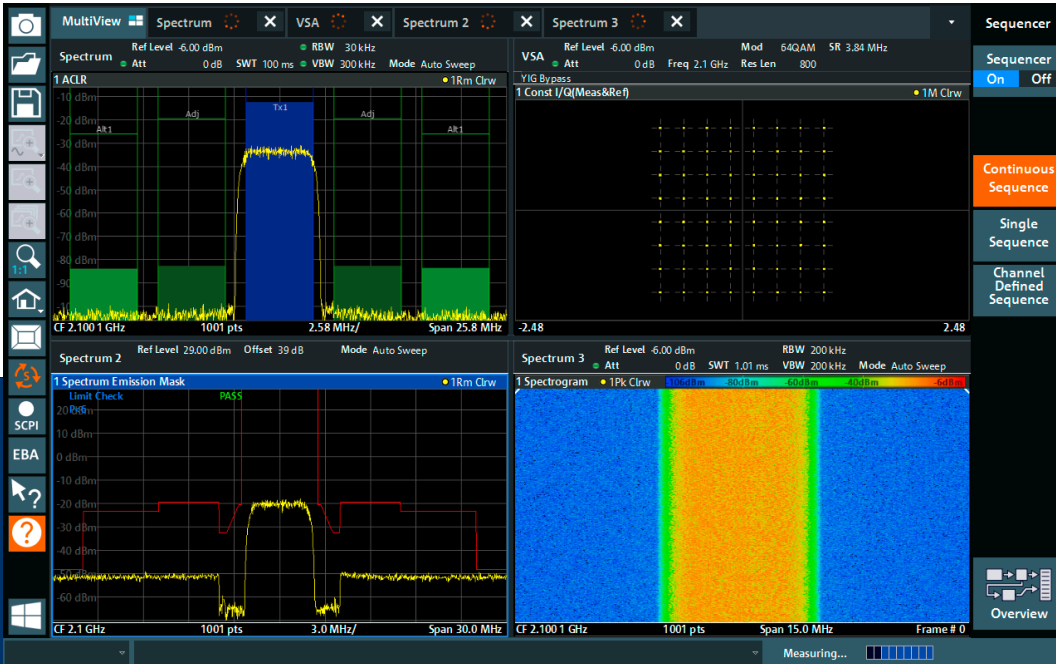 MultiView Spectrum X VSA X Spectrum 2 X Spectrum 3 X
Sequencer
Sequencer
On Off
Continuous
Sequence
Single
Sequence
Channel
Defined
Sequence
Overview
Spectrum
Ref Level -6.00 dBm RBW 30 kHz
Att 0 dB SWT 100 ms VBW 300 kHz Mode Auto Sweep
1 ACLR 1Rm Clrw
-10 dBm
-20 dBm
-30 dBm
-40 dBm
-50 dBm
-60 dBm
-70 dBm
-80 dBm
-90
Alt1 Adj Tx1 Adj Alt1
CF 2.100 1 GHz 1001 pts 2.58 MHz/ Span 25.8 MHz
VSA
Ref Level -6.00 dBm Mod 64QAM SR 3.84 MHz
Att 0 dB Freq 2.1 GHz Res Len 800
YIG Bypass
1 Const I/Q(Meas&Ref) 1M Clrw
-2.48 2.48
Spectrum 2
Ref Level 29.00 dBm Offset 39 dB Mode Auto Sweep
1 Spectrum Emission Mask 1Rm Clrw
Limit Check PASS
20 dBm
10 dBm
0 dBm
-10 dBm
-20 dBm
-30 dBm
-40 dBm
-50 dBm
-60 dBm
CF 2.1 GHz 1001 pts 3.0 MHz/ Span 30.0 MHz
Spectrum 3
Ref Level -6.00 dBm RBW 200 kHz
Att 0 dB SWT 1.01 ms VBW 200 kHz Mode Auto Sweep
1 Spectrogram 1Pk Clrw -106dBm -80dBm -60dBm -40dBm -6dBm
CF 2.100 1 GHz 1001 pts Span 15.0 MHz Frame # 0
1:1
S
SCPI
EBA
?
?
Measuring...